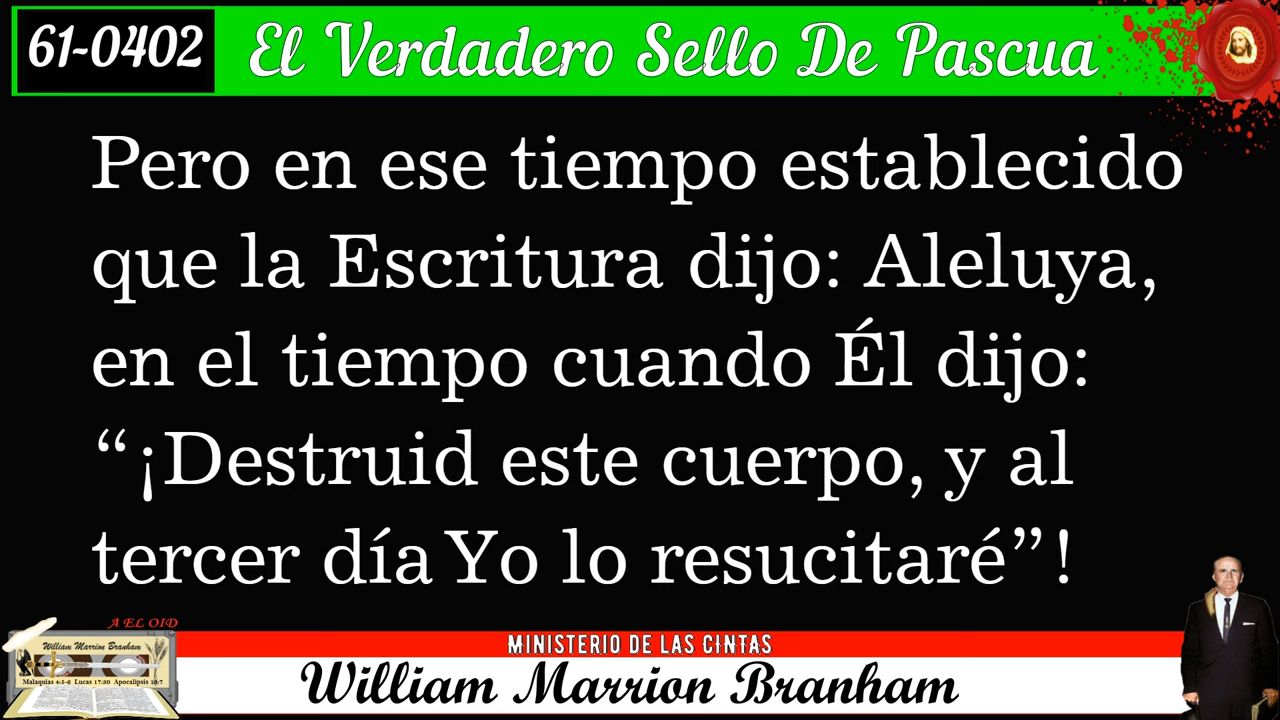 61-0402 El Verdadero Sello De Pascua
Pero en ese tiempo establecido
que la Escritura dijo: Aleluya,
en el tiempo cuando Él dijo:
“¡Destruid este cuerpo, y al
tercer día Yo lo resucitaré”!
A EL OID
William Marrion Branham
Malaquias 4:5-6 Lucas 17:30 Apocalipsis 10:7
MINISTERIO DE LAS CINTAS
William Marrion Branham